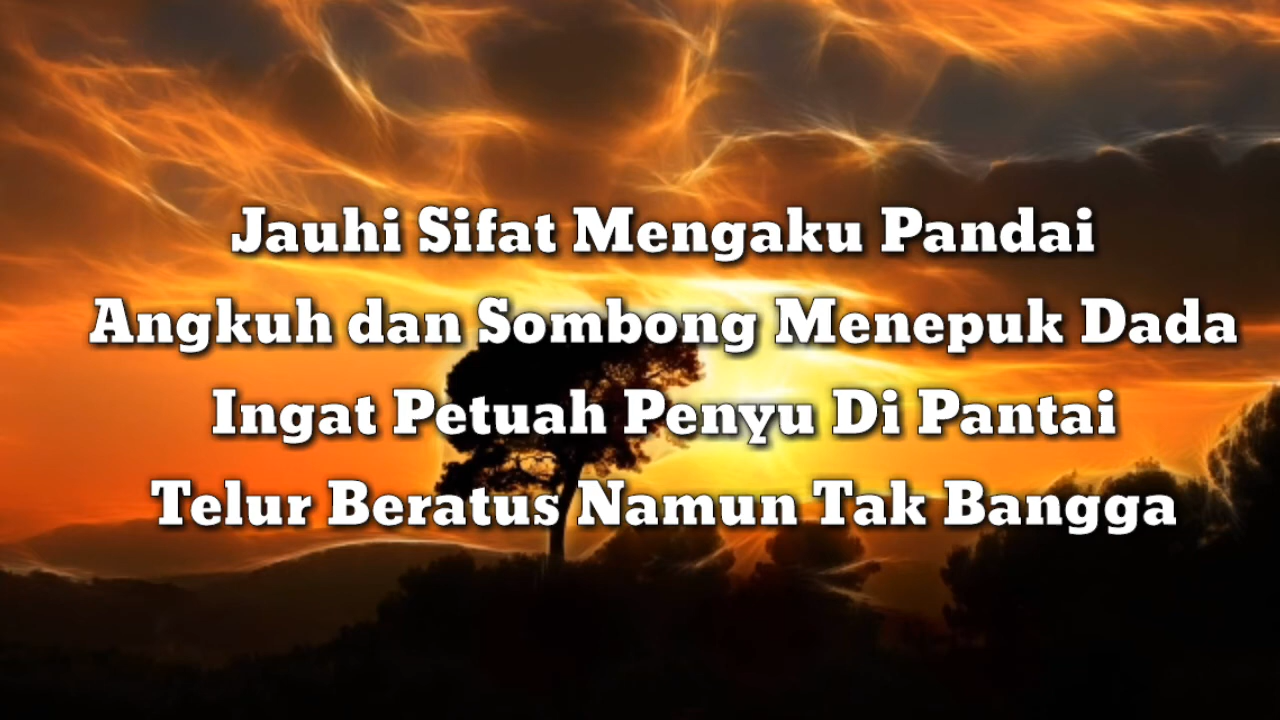 Jauhi Sifat Mengaku Pandai
Angkuh dan Sombong Menepuk Dada
Ingat Petuah Penyu Di Pantai
Telur Beratus Namun Tak Bangga